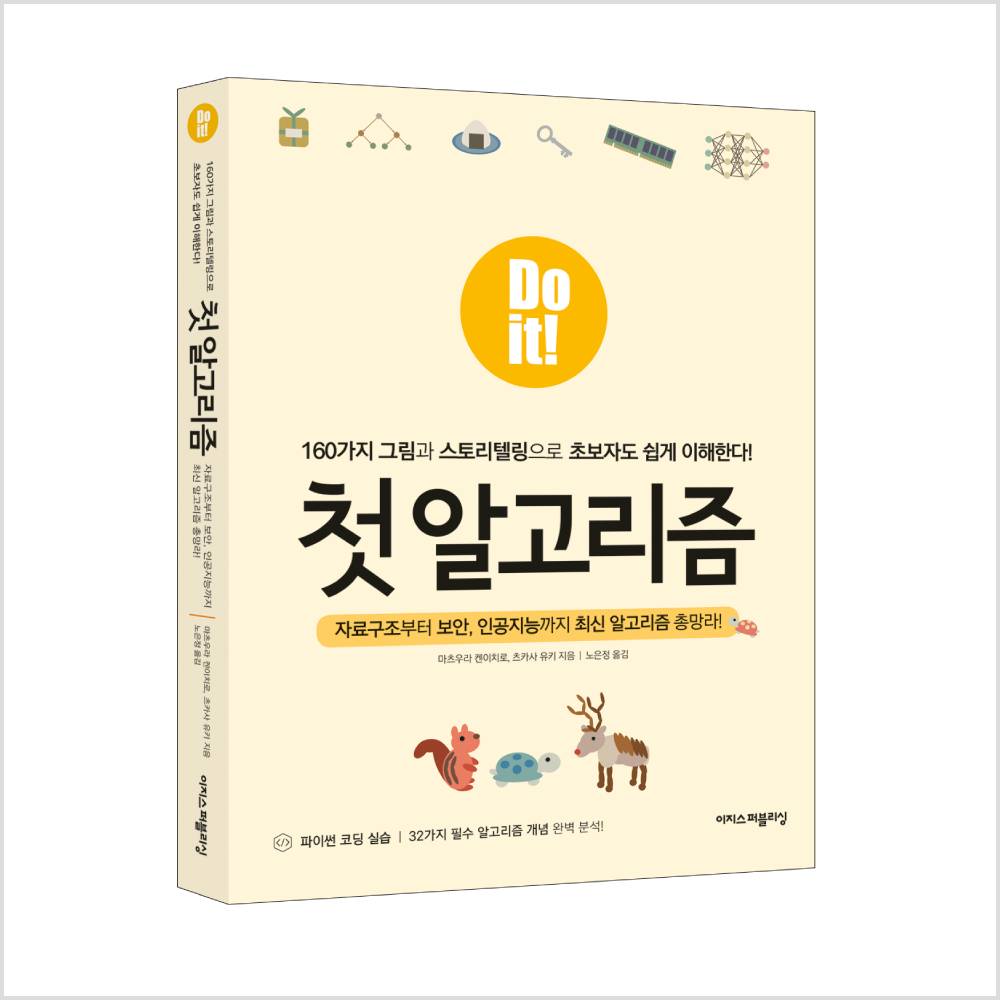 Do
it!
160가지 그림과 스토리텔링으로
초보자도 쉽게 이해한다!
첫 알고리즘
자료구조부터 보안, 인공지능까지
최신 알고리즘 총망라!
마츠우라 켄이치로, 츠카사 유키 지음
노은정 옮김
이지스 퍼블리싱
Do
it!
160가지 그림과 스토리텔링으로 초보자도 쉽게 이해한다!
첫 알고리즘
자료구조부터 보안, 인공지능까지 최신 알고리즘 총망라!
마츠우라 켄이치로, 츠카사 유키 지음 | 노은정 옮김
</> 파이썬 코딩 실습 | 32가지 필수 알고리즘 개념 완벽 분석!
이지스 퍼블리싱